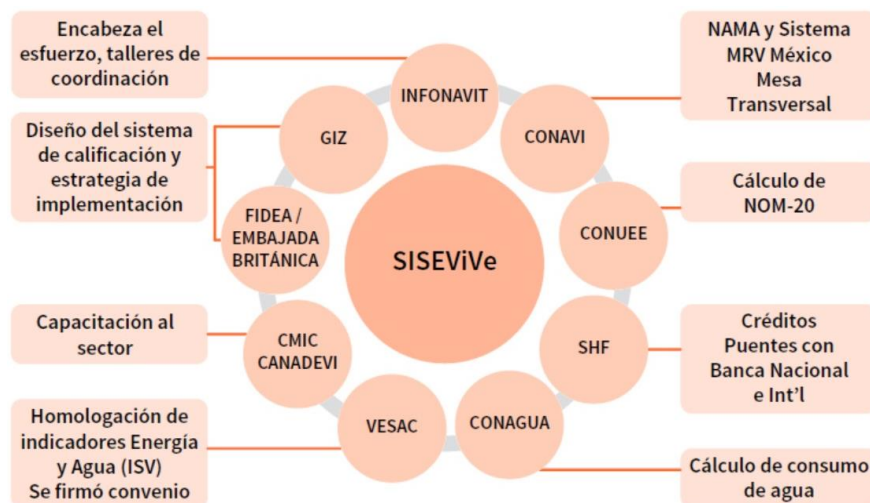 Encabeza el
esfuerzo, talleres de
coordinación
NAMA y Sistema
MRV México
Mesa
Transversal
INFONAVIT
GIZ
CONAVI
Diseño del sistema
de calificación y
estrategia de
implementación
FIDEA /
EMBAJADA
BRITÁNICA
CONUEE
Cálculo de
NOM-20
SISEViVe
Capacitación al
sector
CMIC
CANADEVI
SHF
Créditos
Puentes con
Banca Nacional
e Int'l
Homologación de
indicadores Energía
y Agua (ISV)
Se firmó convenio
VESAC
CONAGUA
Cálculo de consumo
de agua